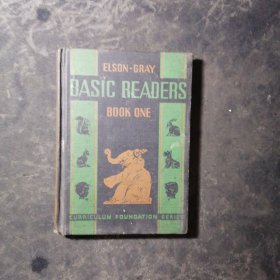 ELSON-GRAY
BASIC READERS
BOOK ONE
CURRICULUM FOUNDATION SERIES